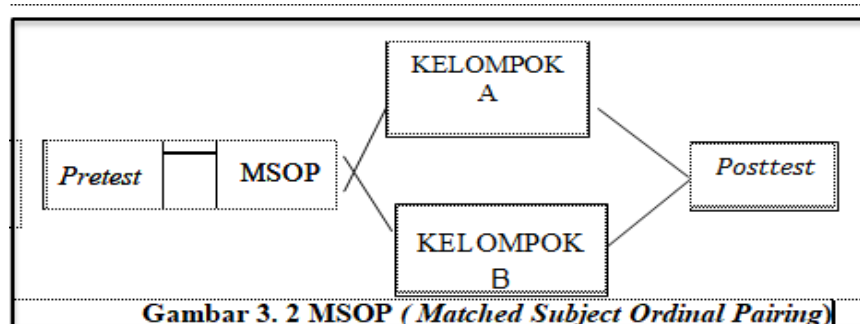 KELOMPOK
A
Pretest
MSOP
Posttest
KELOMPOK
B
Gambar 3. 2 MSOP ( Matched Subject Ordinal Pairing)